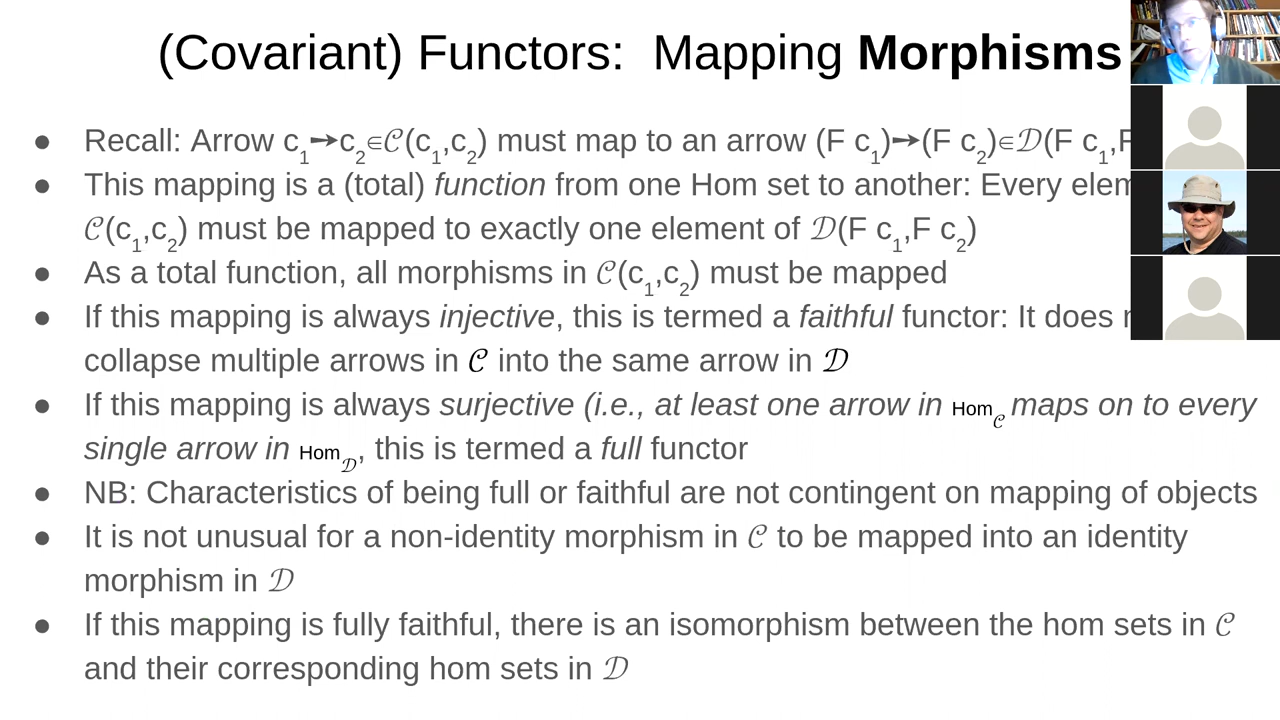 (Covariant) Functors: Mapping Morphisms
● Recall: Arrow c₁➙c₂∈𝒞(c₁,c₂) must map to an arrow (F c₁)➙(F c₂)∈𝒟(F c₁,F
● This mapping is a (total) function from one Hom set to another: Every elem
𝒞(c₁,c₂) must be mapped to exactly one element of 𝒟(F c₁,F c₂)
● As a total function, all morphisms in 𝒞(c₁,c₂) must be mapped
● If this mapping is always injective, this is termed a faithful functor: It does
collapse multiple arrows in 𝒞 into the same arrow in 𝒟
● If this mapping is always surjective (i.e., at least one arrow in Hom𝒞 maps on to every
single arrow in Hom𝒟, this is termed a full functor
● NB: Characteristics of being full or faithful are not contingent on mapping of objects
● It is not unusual for a non-identity morphism in 𝒞 to be mapped into an identity
morphism in 𝒟
● If this mapping is fully faithful, there is an isomorphism between the hom sets in 𝒞
and their corresponding hom sets in 𝒟